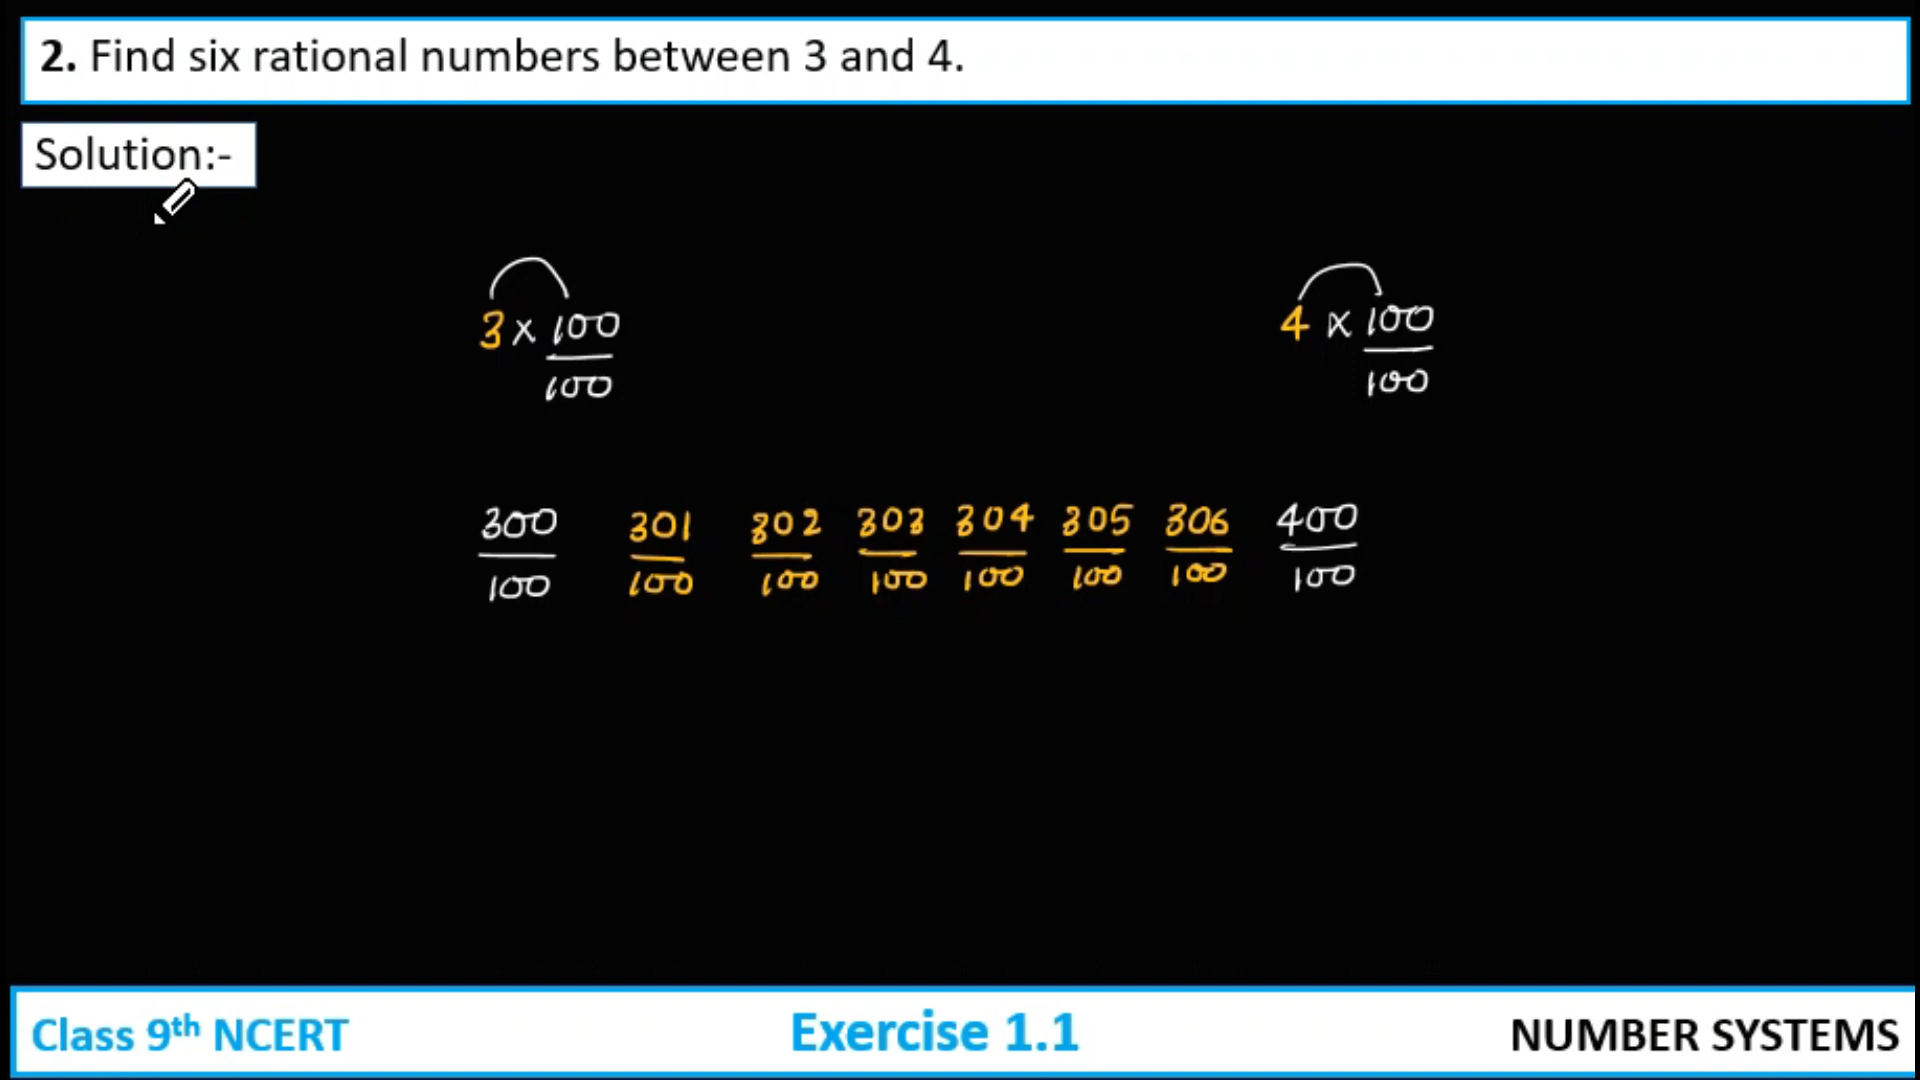 2. Find six rational numbers between 3 and 4.
Solution:-
3 x 100/100 4 x 100/100
300/100 301/100 302/100 303/100 304/100 305/100 306/100 400/100
Class 9th NCERT Exercise 1.1 NUMBER SYSTEMS